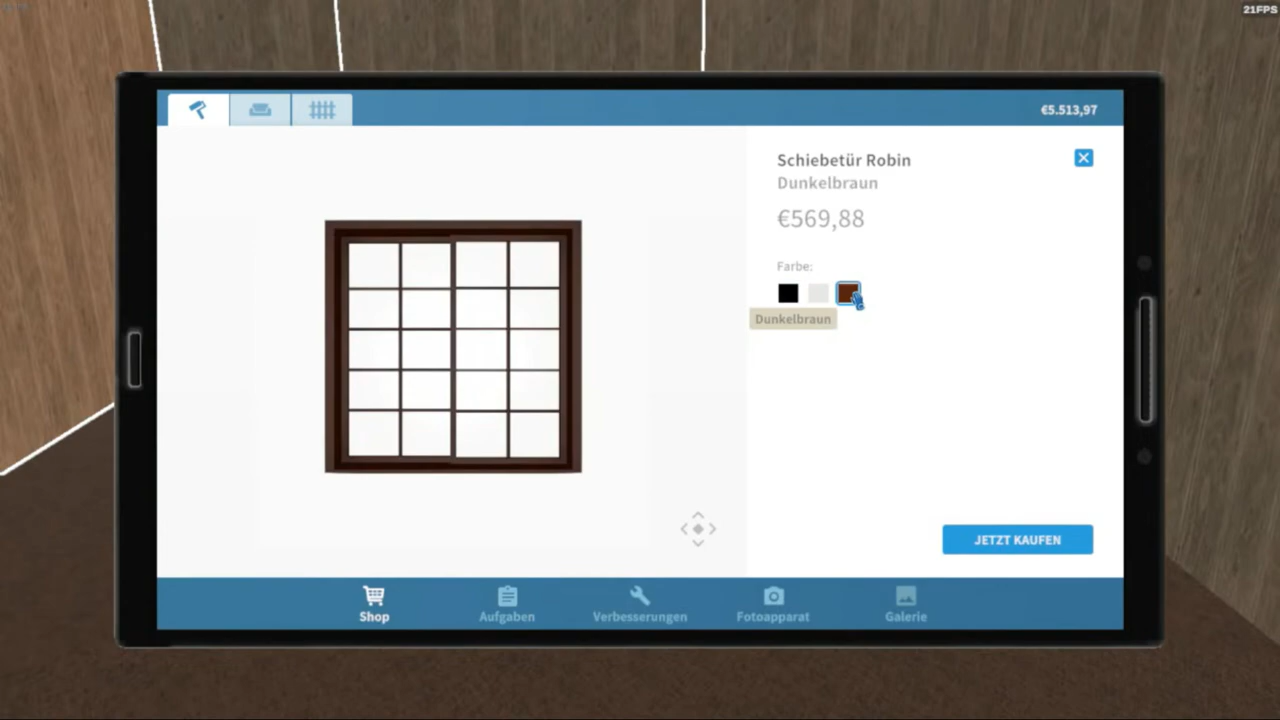 21FPS
€5.513,97
Schiebetür Robin
Dunkelbraun
€569,88
Farbe:
Dunkelbraun
JETZT KAUFEN
Shop
Aufgaben
Verbesserungen
Fotoapparat
Galerie